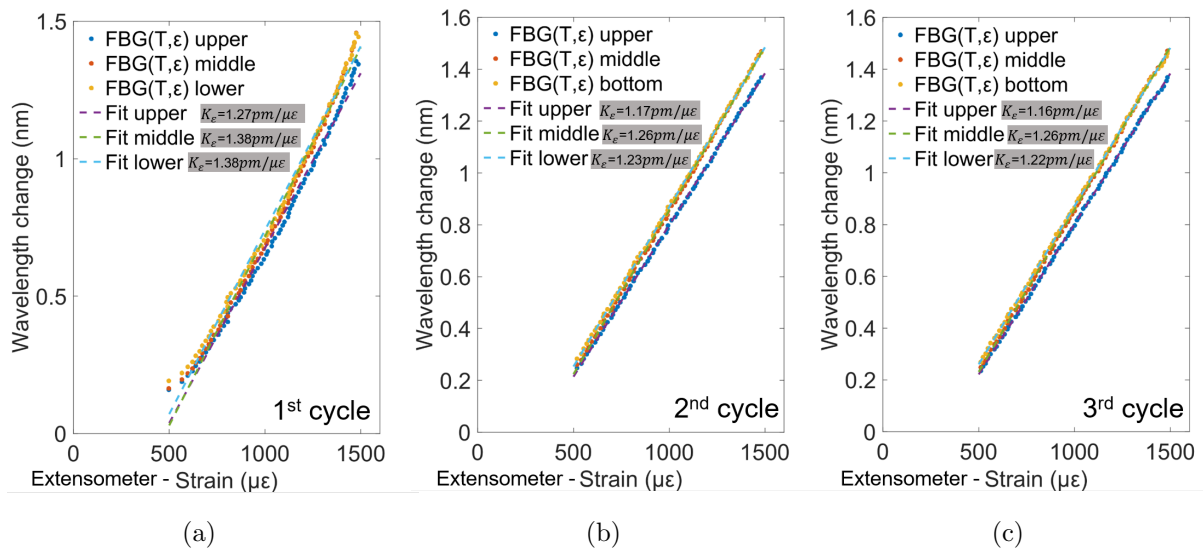 1.5
1
0.5
0
0 500 1000 1500
Wavelength change (nm)
FBG(T,ε) upper
FBG(T,ε) middle
FBG(T,ε) lower
Fit upper Kε=1.27pm/με
Fit middle Kε=1.38pm/με
Fit lower Kε=1.38pm/με
1st cycle
Extensometer - Strain (με)
(a)
1.6
1.4
1.2
1
0.8
0.6
0.4
0.2
0
0 500 1000 1500
Wavelength change (nm)
FBG(T,ε) upper
FBG(T,ε) middle
FBG(T,ε) bottom
Fit upper Kε=1.17pm/με
Fit middle Kε=1.26pm/με
Fit lower Kε=1.23pm/με
2nd cycle
Extensometer - Strain (με)
(b)
1.6
1.4
1.2
1
0.8
0.6
0.4
0.2
0
0 500 1000 1500
Wavelength change (nm)
FBG(T,ε) upper
FBG(T,ε) middle
FBG(T,ε) bottom
Fit upper Kε=1.16pm/με
Fit middle Kε=1.26pm/με
Fit lower Kε=1.22pm/με
3rd cycle
Extensometer - Strain (με)
(c)